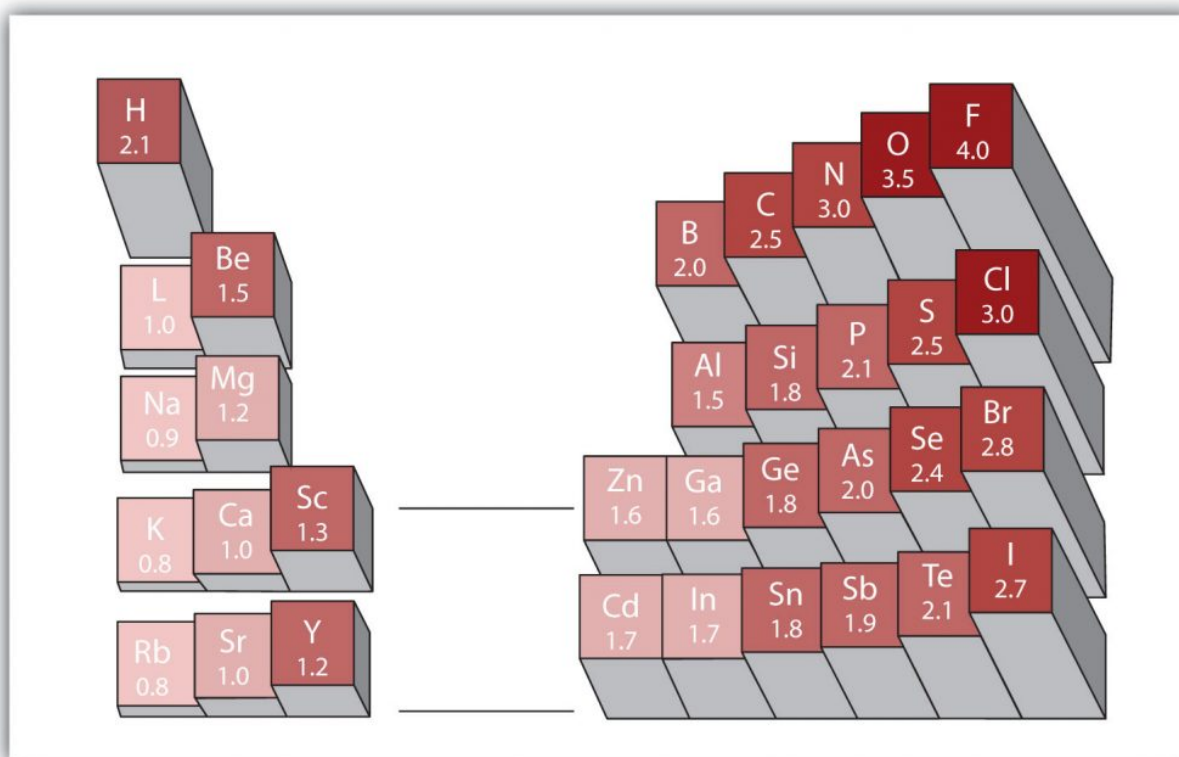 H
2.1
L
1.0
Be
1.5
B
2.0
C
2.5
N
3.0
O
3.5
F
4.0
Na
0.9
Mg
1.2
Al
1.5
Si
1.8
P
2.1
S
2.5
Cl
3.0
K
0.8
Ca
1.0
Sc
1.3
Zn
1.6
Ga
1.6
Ge
1.8
As
2.0
Se
2.4
Br
2.8
Rb
0.8
Sr
1.0
Y
1.2
Cd
1.7
In
1.7
Sn
1.8
Sb
1.9
Te
2.1
I
2.7